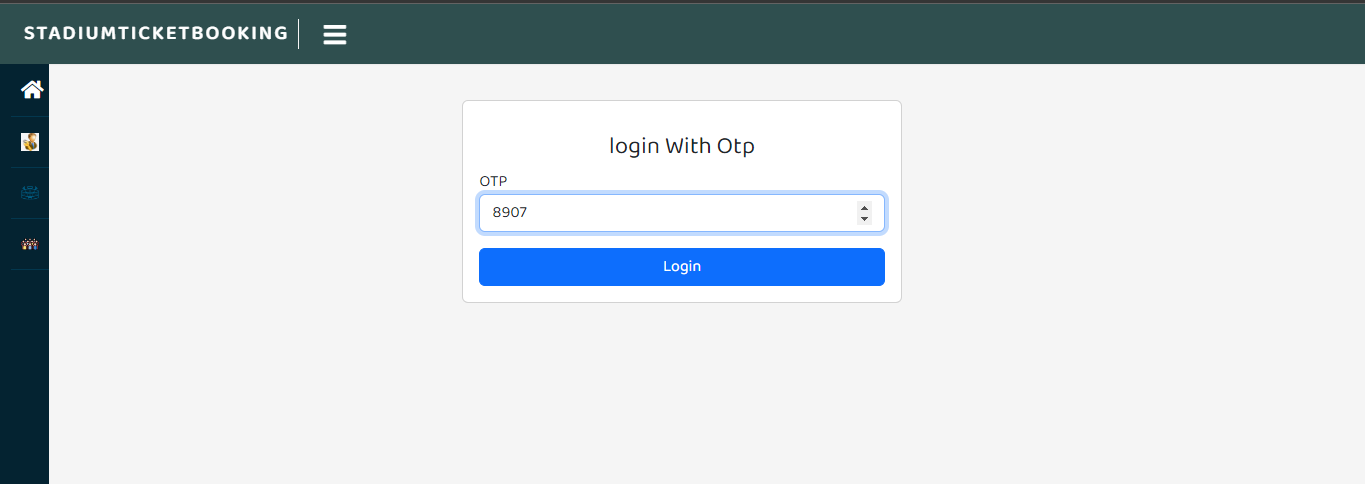 STADIUMTICKETBOOKING
login With Otp
OTP
8907
Login